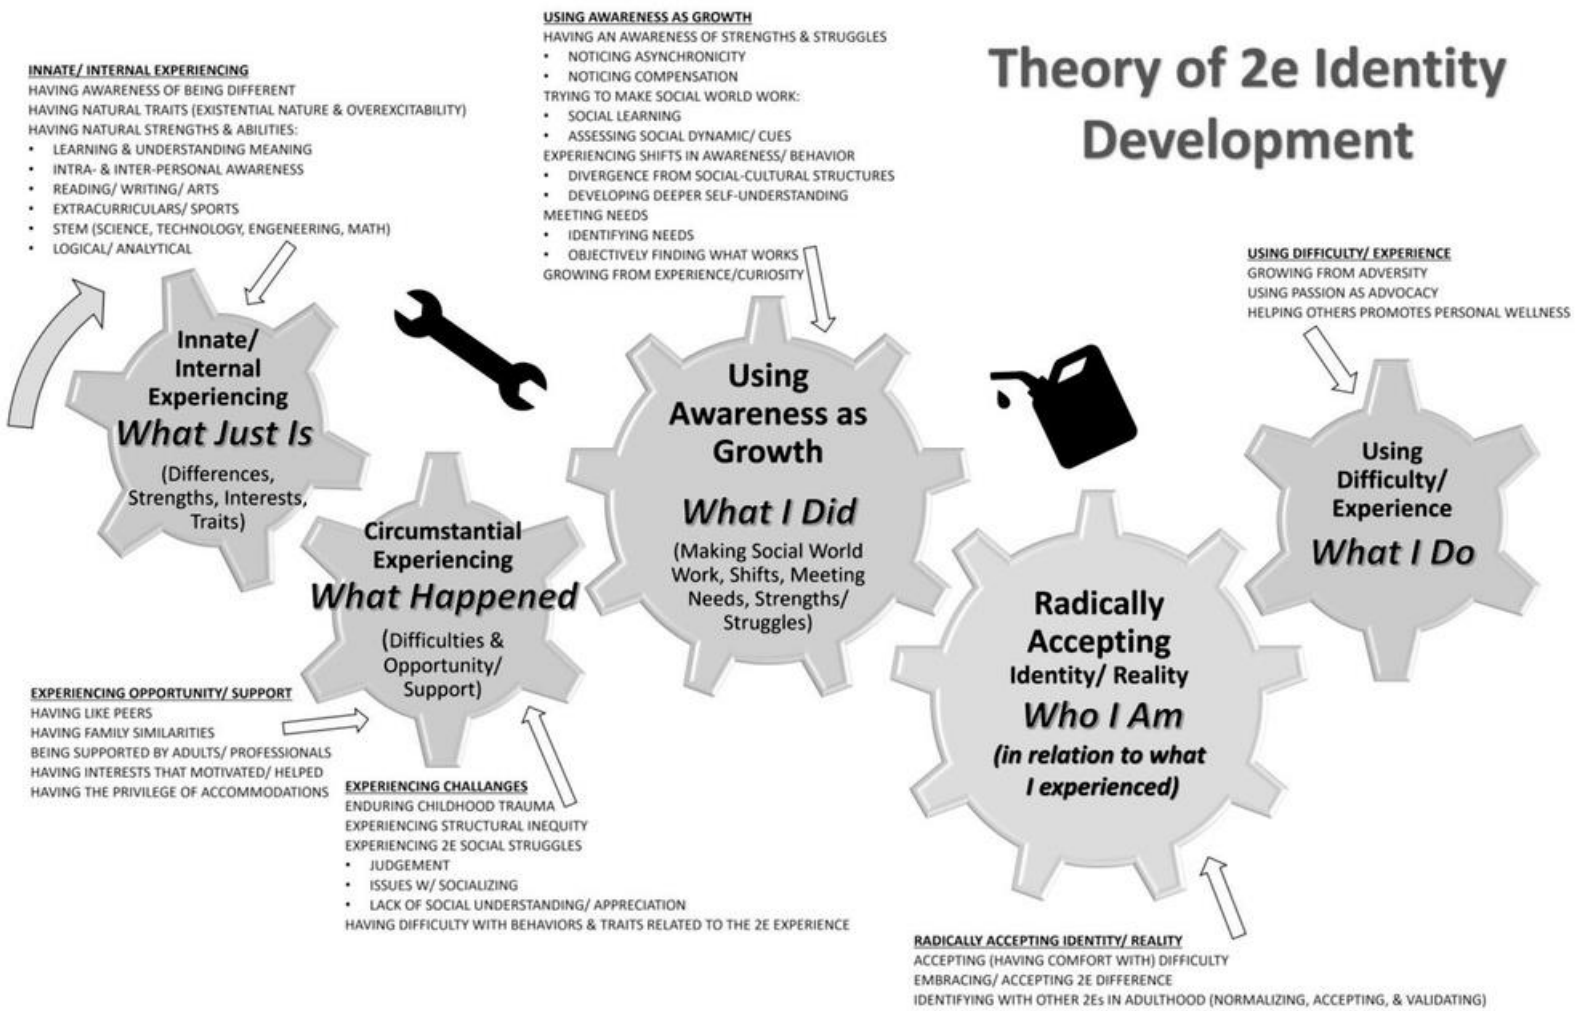 Theory of 2e Identity
Development
INNATE/ INTERNAL EXPERIENCING
HAVING AWARENESS OF BEING DIFFERENT
HAVING NATURAL TRAITS (EXISTENTIAL NATURE & OVEREXCITABILITY)
HAVING NATURAL STRENGTHS & ABILITIES:
• LEARNING & UNDERSTANDING MEANING
• INTRA- & INTER-PERSONAL AWARENESS
• READING/ WRITING/ ARTS
• EXTRACURRICULARS/ SPORTS
• STEM (SCIENCE, TECHNOLOGY, ENGENEERING, MATH)
• LOGICAL/ ANALYTICAL
Innate/
Internal
Experiencing
What Just Is
(Differences,
Strengths, Interests,
Traits)
Circumstantial
Experiencing
What Happened
(Difficulties &
Opportunity/
Support)
EXPERIENCING OPPORTUNITY/ SUPPORT
HAVING LIKE PEERS
HAVING FAMILY SIMILARITIES
BEING SUPPORTED BY ADULTS/ PROFESSIONALS
HAVING INTERESTS THAT MOTIVATED/ HELPED
HAVING THE PRIVILEGE OF ACCOMMODATIONS
EXPERIENCING CHALLANGES
ENDURING CHILDHOOD TRAUMA
EXPERIENCING STRUCTURAL INEQUITY
EXPERIENCING 2E SOCIAL STRUGGLES
• JUDGEMENT
• ISSUES W/ SOCIALIZING
• LACK OF SOCIAL UNDERSTANDING/ APPRECIATION
HAVING DIFFICULTY WITH BEHAVIORS & TRAITS RELATED TO THE 2E EXPERIENCE
USING AWARENESS AS GROWTH
HAVING AN AWARENESS OF STRENGTHS & STRUGGLES
• NOTICING ASYNCHRONICITY
• NOTICING COMPENSATION
TRYING TO MAKE SOCIAL WORLD WORK:
• SOCIAL LEARNING
• ASSESSING SOCIAL DYNAMIC/ CUES
EXPERIENCING SHIFTS IN AWARENESS/ BEHAVIOR
• DIVERGENCE FROM SOCIAL-CULTURAL STRUCTURES
• DEVELOPING DEEPER SELF-UNDERSTANDING
MEETING NEEDS
• IDENTIFYING NEEDS
• OBJECTIVELY FINDING WHAT WORKS
GROWING FROM EXPERIENCE/CURIOSITY
Using
Awareness as
Growth
What I Did
(Making Social World
Work, Shifts, Meeting
Needs, Strengths/
Struggles)
Radically
Accepting
Identity/ Reality
Who I Am
(in relation to what
I experienced)
RADICALLY ACCEPTING IDENTITY/ REALITY
ACCEPTING (HAVING COMFORT WITH) DIFFICULTY
EMBRACING/ ACCEPTING 2E DIFFERENCE
IDENTIFYING WITH OTHER 2Es IN ADULTHOOD (NORMALIZING, ACCEPTING, & VALIDATING)
USING DIFFICULTY/ EXPERIENCE
GROWING FROM ADVERSITY
USING PASSION AS ADVOCACY
HELPING OTHERS PROMOTES PERSONAL WELLNESS
Using
Difficulty/
Experience
What I Do